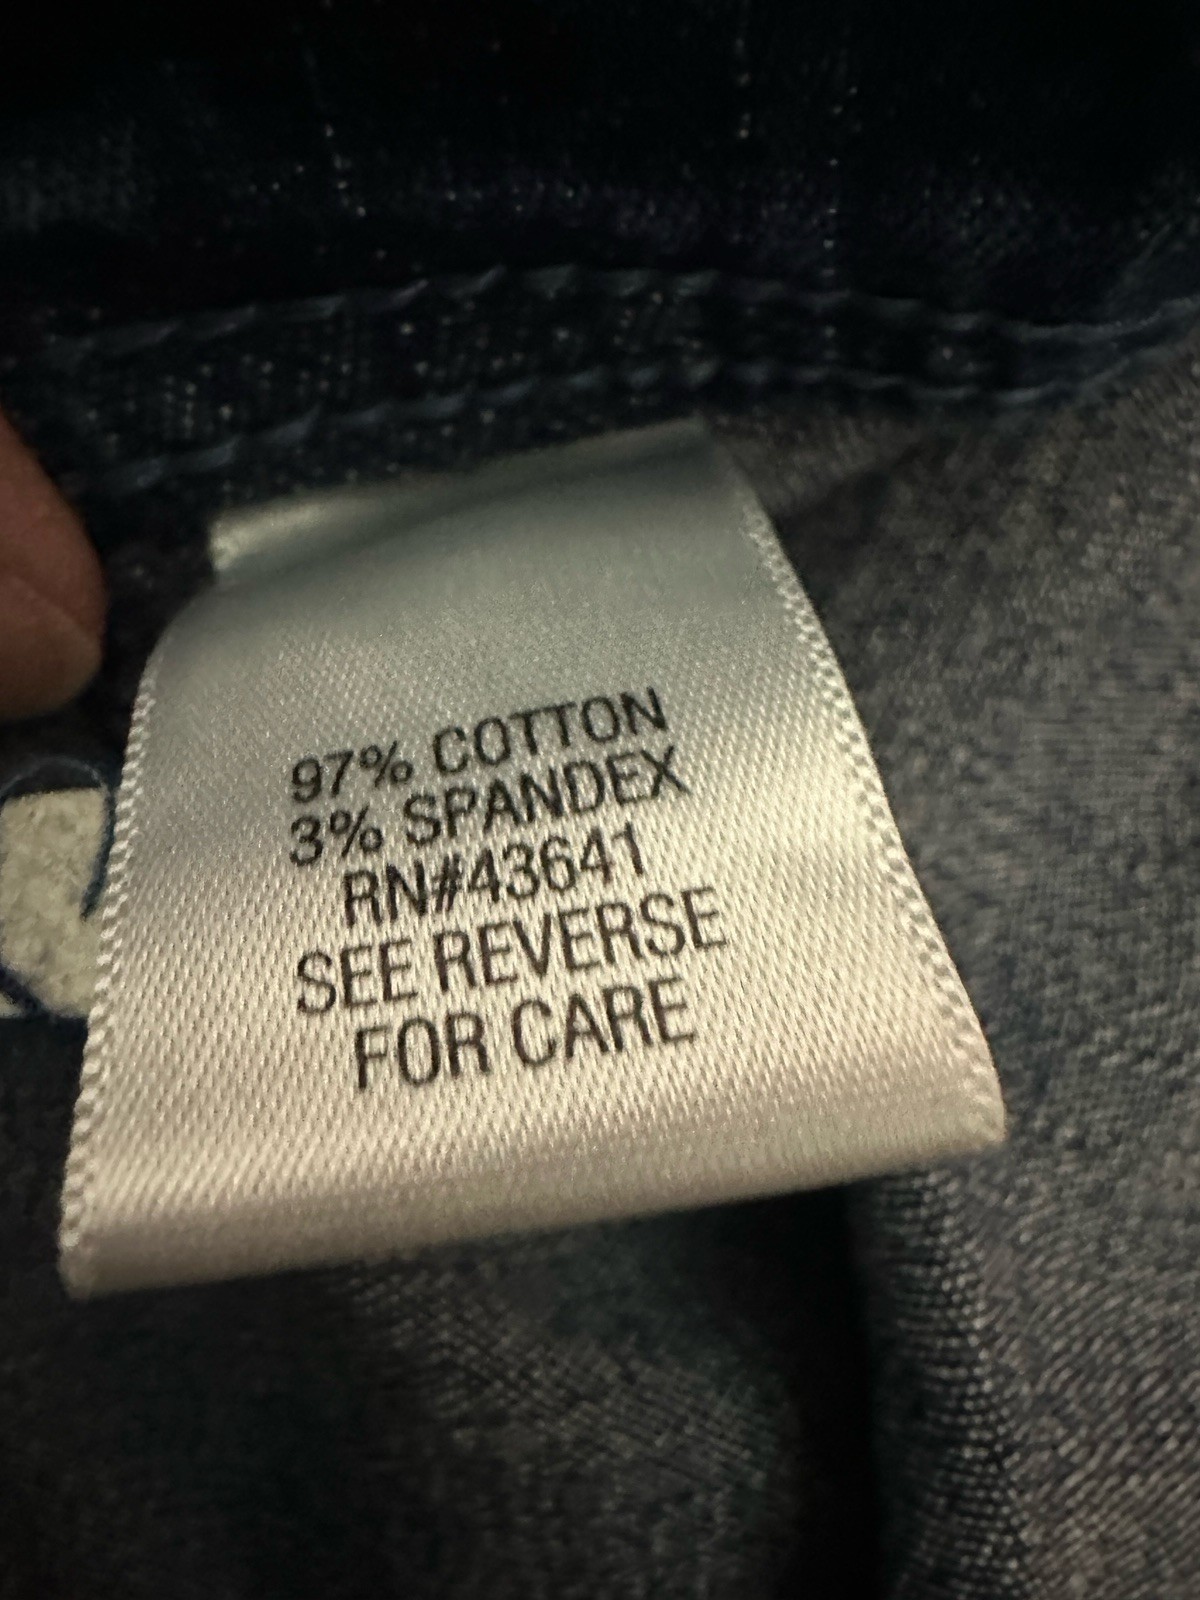 97% COTTON
3% SPANDEX
RN#43641
SEE REVERSE
FOR CARE